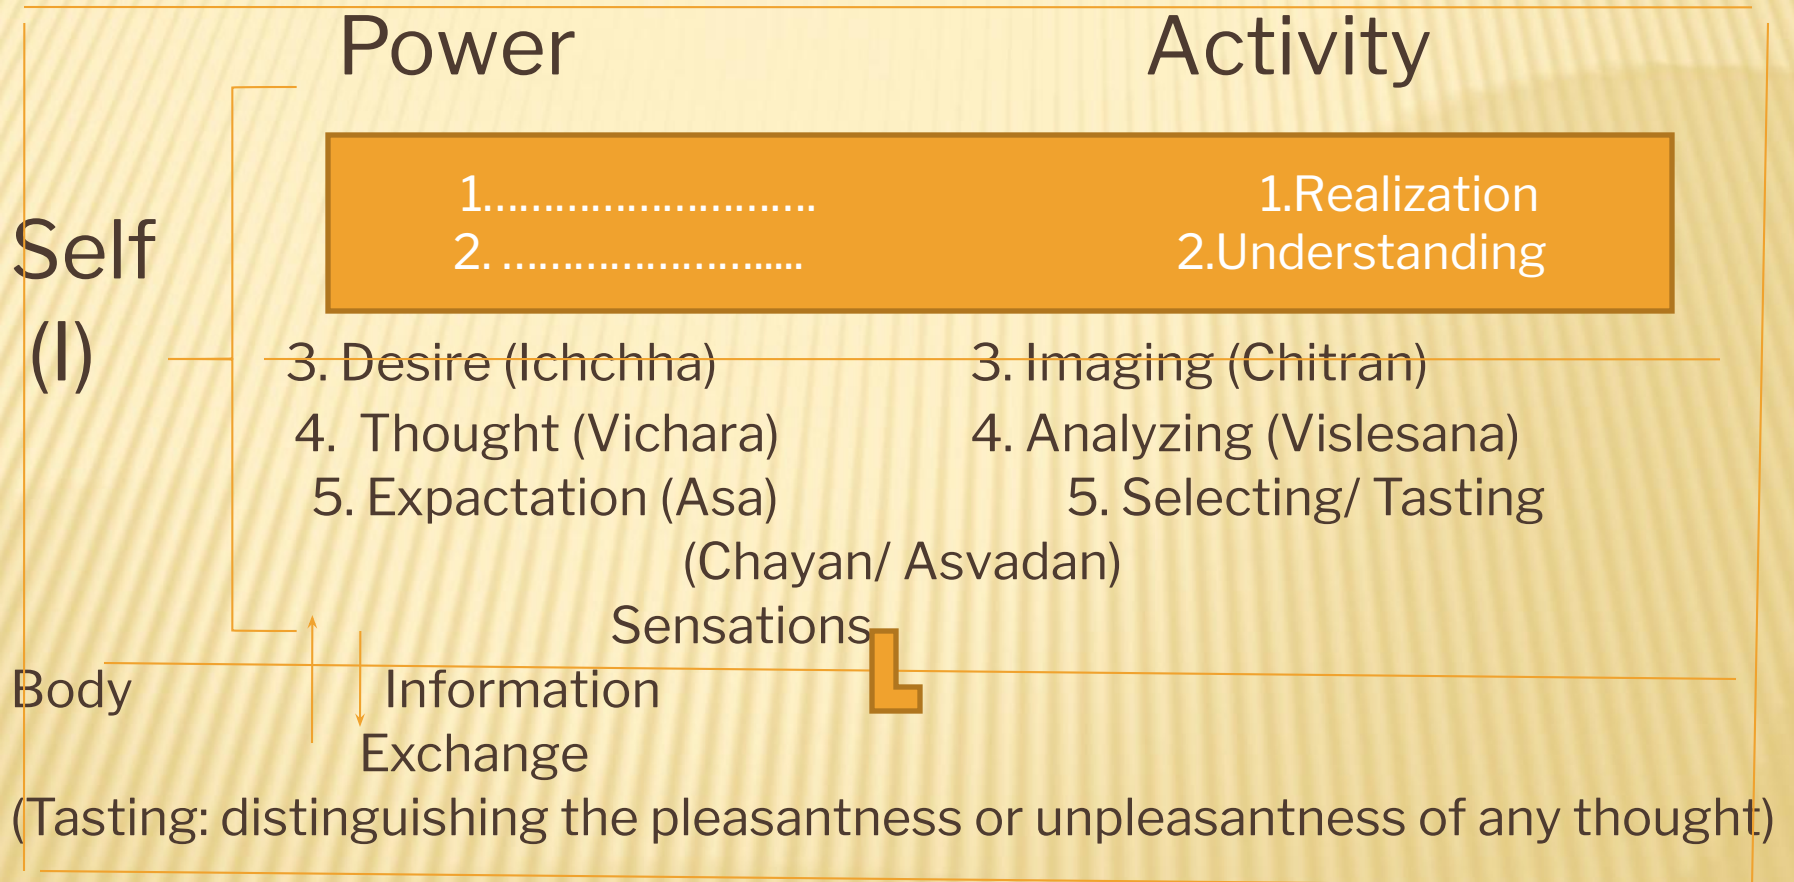 Power Activity
1............................. 1.Realization
2. ............................ 2.Understanding
Self
(I)
3. Desire (Ichchha) 3. Imaging (Chitran)
4. Thought (Vichara) 4. Analyzing (Vislesana)
5. Expactation (Asa) 5. Selecting/ Tasting
(Chayan/ Asvadan)
Sensations
Body Information
Exchange
(Tasting: distinguishing the pleasantness or unpleasantness of any thought)